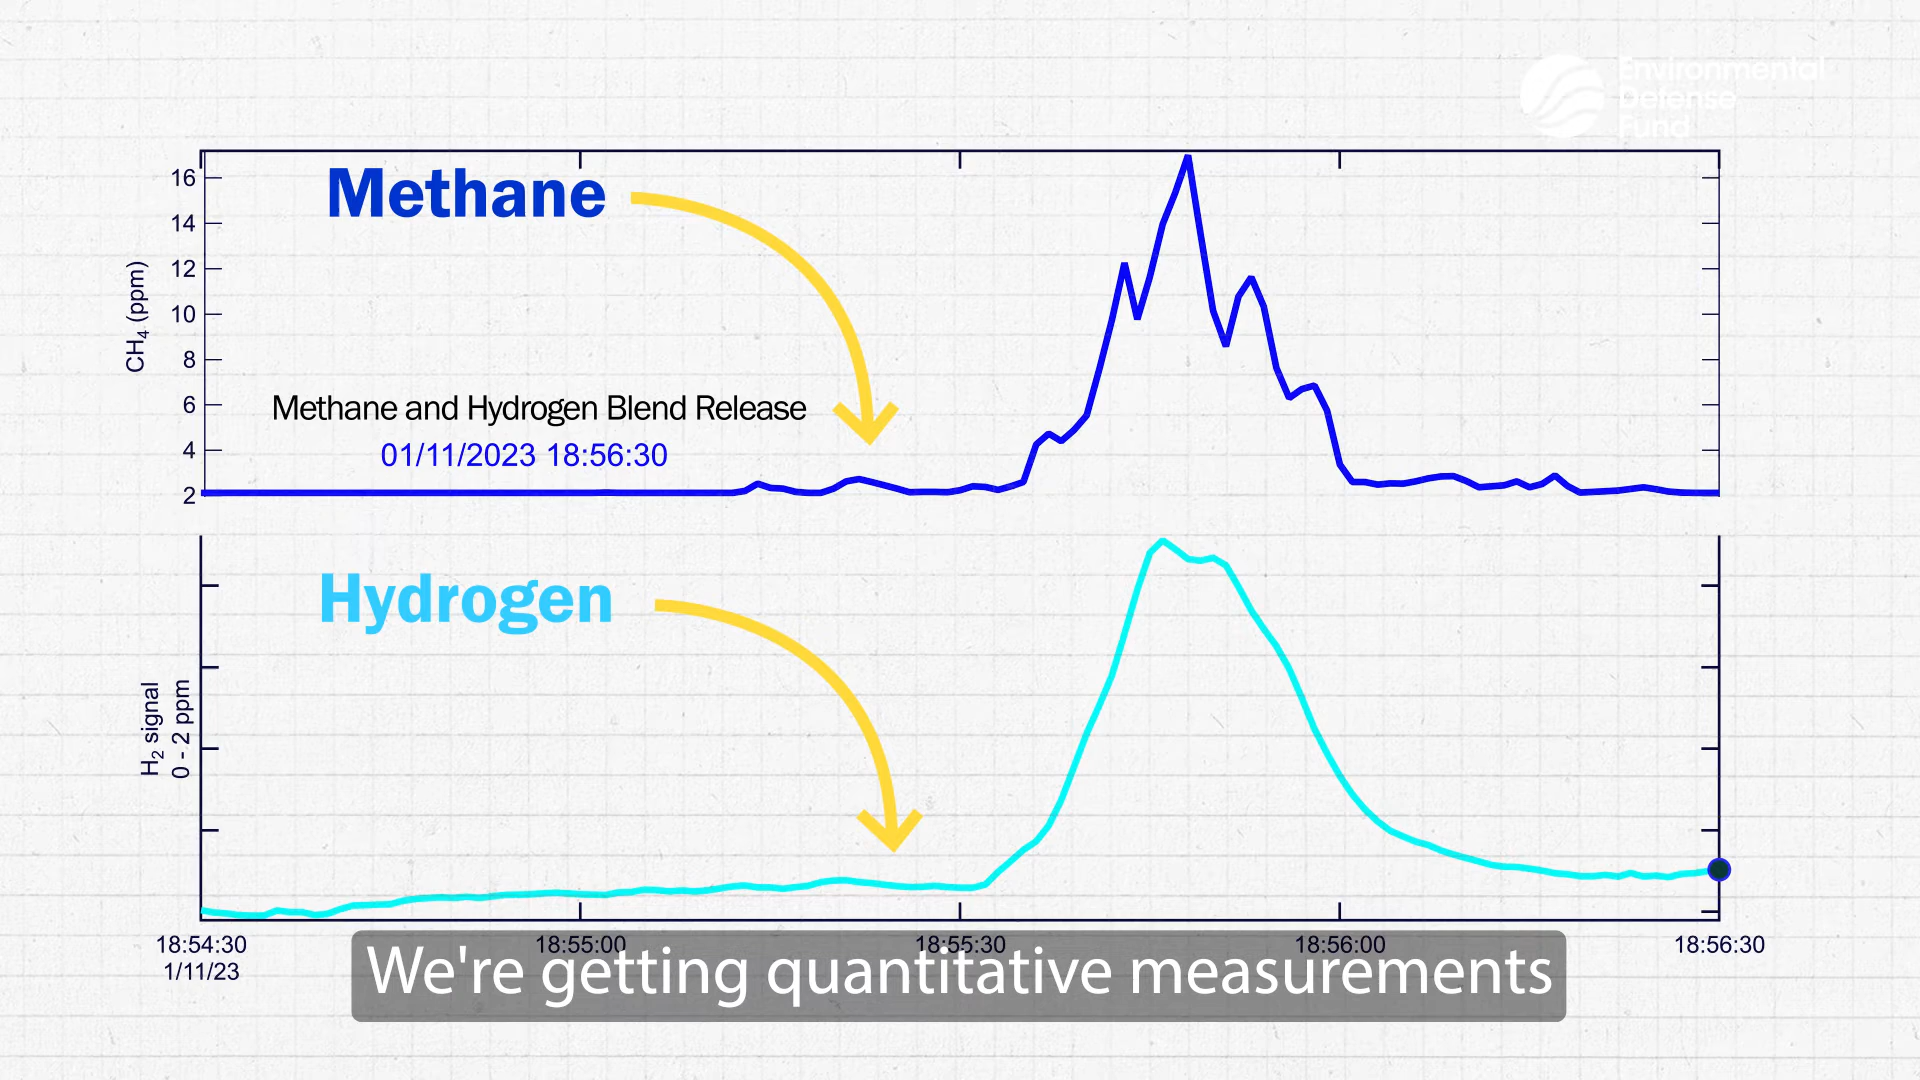 Environmental
Defense
Fund
Methane
16
14
12
10
8
6
4
2
CH₄ (ppm)
Methane and Hydrogen Blend Release
01/11/2023 18:56:30
Hydrogen
H₂ signal
0 - 2 ppm
18:54:30 18:55:00 18:55:30 18:56:00 18:56:30
1/11/23
We're getting quantitative measurements